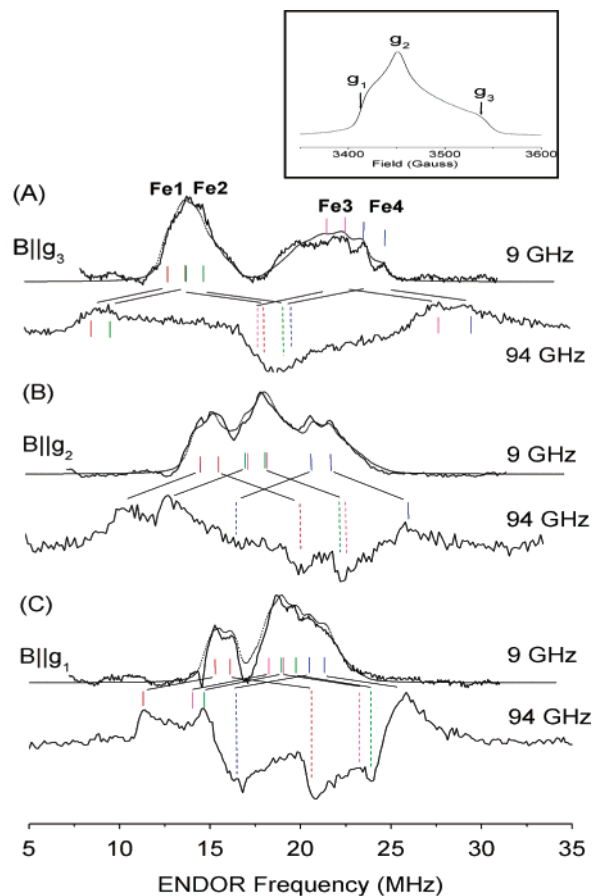 g2
g1
g3
3400
3500
3600
Field (Gauss)
(A)
Fe1 Fe2
Fe3
Fe4
B||g3
9 GHz
94 GHz
(B)
B||g2
9 GHz
94 GHz
(C)
B||g1
9 GHz
94 GHz
5 10 15 20 25 30 35
ENDOR Frequency (MHz)